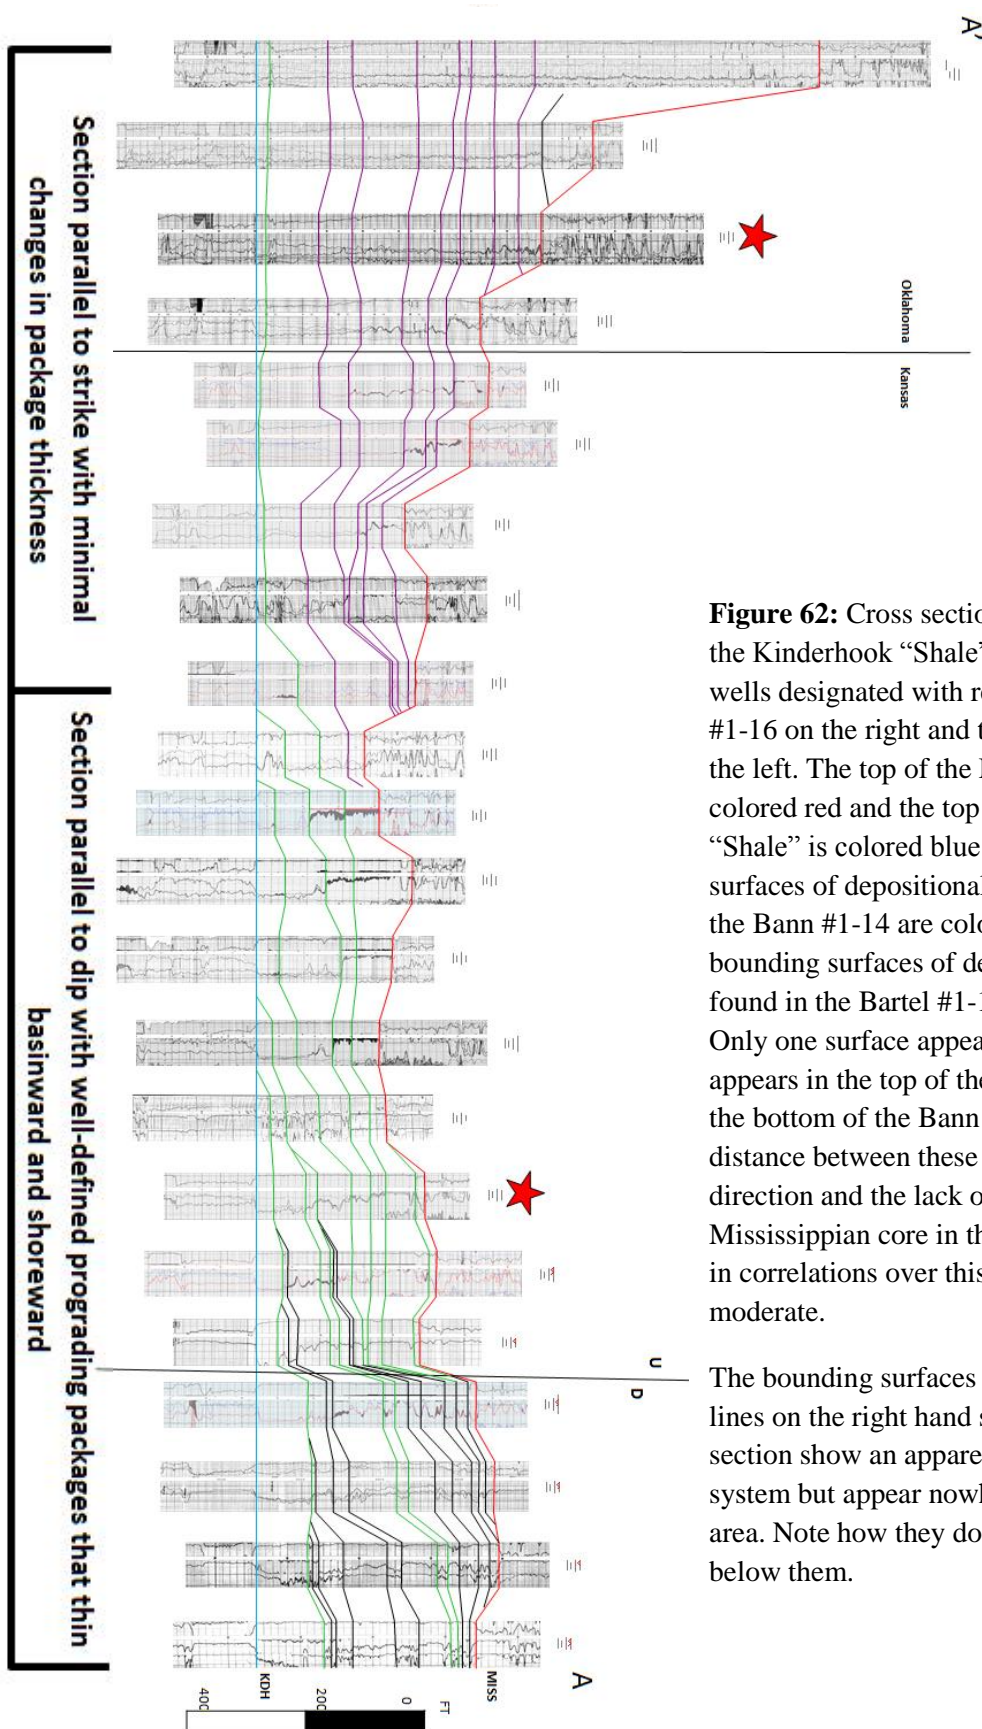 A'
Section parallel to strike with minimal
changes in package thickness
Oklahoma
Kansas
Section parallel to dip with well-defined prograding packages that thin
basinward and shoreward
U
D
A
MISS
KDH
FT
0
200
400
Figure 62: Cross sectio
the Kinderhook “Shale”
wells designated with r
#1-16 on the right and t
the left. The top of the
colored red and the top
“Shale” is colored blue
surfaces of depositional
the Bann #1-14 are colo
bounding surfaces of de
found in the Bartel #1-1
Only one surface appea
appears in the top of the
the bottom of the Bann
distance between these
direction and the lack o
Mississippian core in th
in correlations over this
moderate.
The bounding surfaces
lines on the right hand s
section show an appare
system but appear nowh
area. Note how they do
below them.